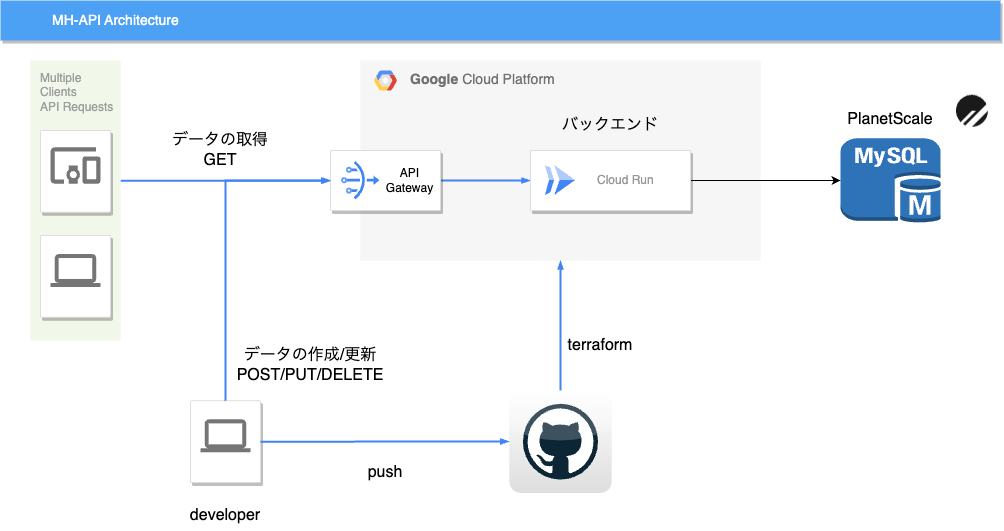 MH-API Architecture
Multiple
Clients
API Requests
Google Cloud Platform
データの取得
GET
バックエンド
PlanetScale
API
Gateway
Cloud Run
MySQL
M
データの作成/更新
POST/PUT/DELETE
terraform
push
developer